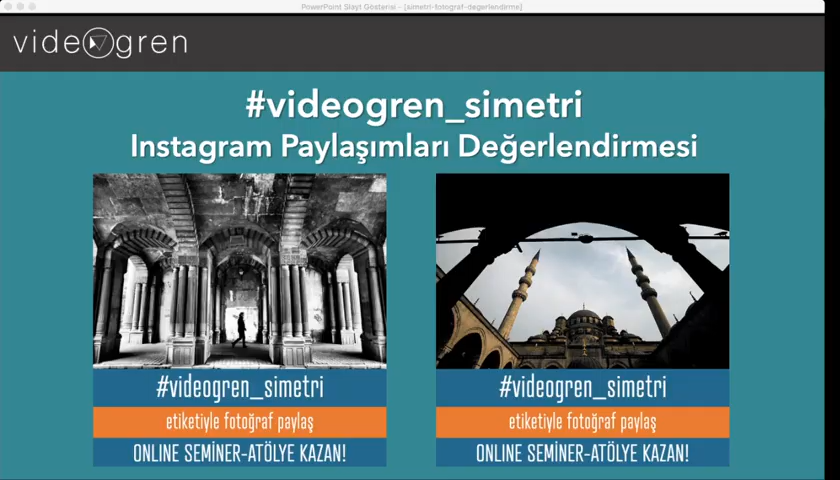 PowerPoint Slayt Gösterisi - [simetri-fotograf-degerlendirme]
videogren
#videogren_simetri
Instagram Paylaşımları Değerlendirmesi
#videogren_simetri
etiketiyle fotoğraf paylaş
ONLINE SEMİNER-ATÖLYE KAZAN!
#videogren_simetri
etiketiyle fotoğraf paylaş
ONLINE SEMİNER-ATÖLYE KAZAN!